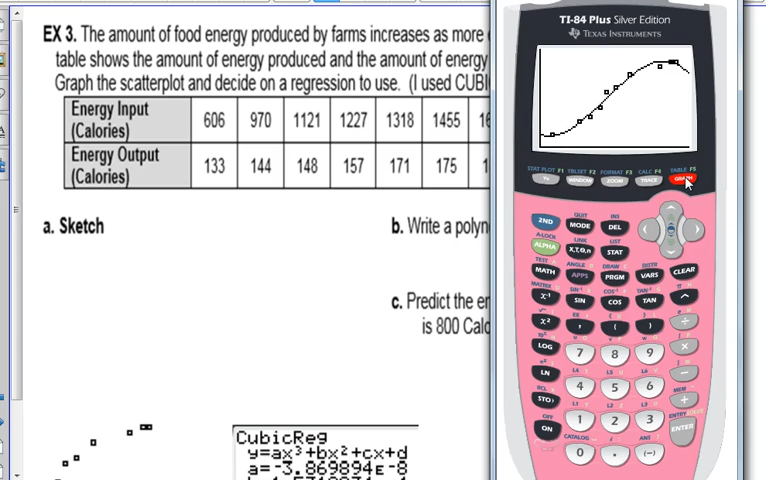 EX 3. The amount of food energy produced by farms increases as more
table shows the amount of energy produced and the amount of energy
Graph the scatterplot and decide on a regression to use. (I used CUBI
Energy Input (Calories) 606 970 1121 1227 1318 1455
Energy Output (Calories) 133 144 148 157 171 175
a. Sketch
b. Write a polyn
c. Predict the
is 800 Calo
CubicReg
y=ax³+bx²+cx+d
a=-3.869894E-8
TI-84 Plus Silver Edition
TEXAS INSTRUMENTS
STAT PLOT F1 TBLSET F2 FORMAT F3 CALC F4 TABLE F5
Y= WINDOW ZOOM TRACE GRAPH
QUIT INS
2ND MODE DEL
A-LOCK LINK LIST
ALPHA X,T,Θ,n STAT
TEST ANGLE DRAW DISTR
MATH APPS PRGM VARS CLEAR
MATRIX SIN⁻¹ COS⁻¹ TAN⁻¹ π
x⁻¹ SIN COS TAN ^
x² , ( ) ÷
LOG 7 8 9 ×
L4 L5 L6
LN 4 5 6 −
RCL L1 L2 L3 MEM
STO 1 2 3 +
OFF CATALOG i ANS ENTRY SOLVE
ON 0 . (−) ENTER